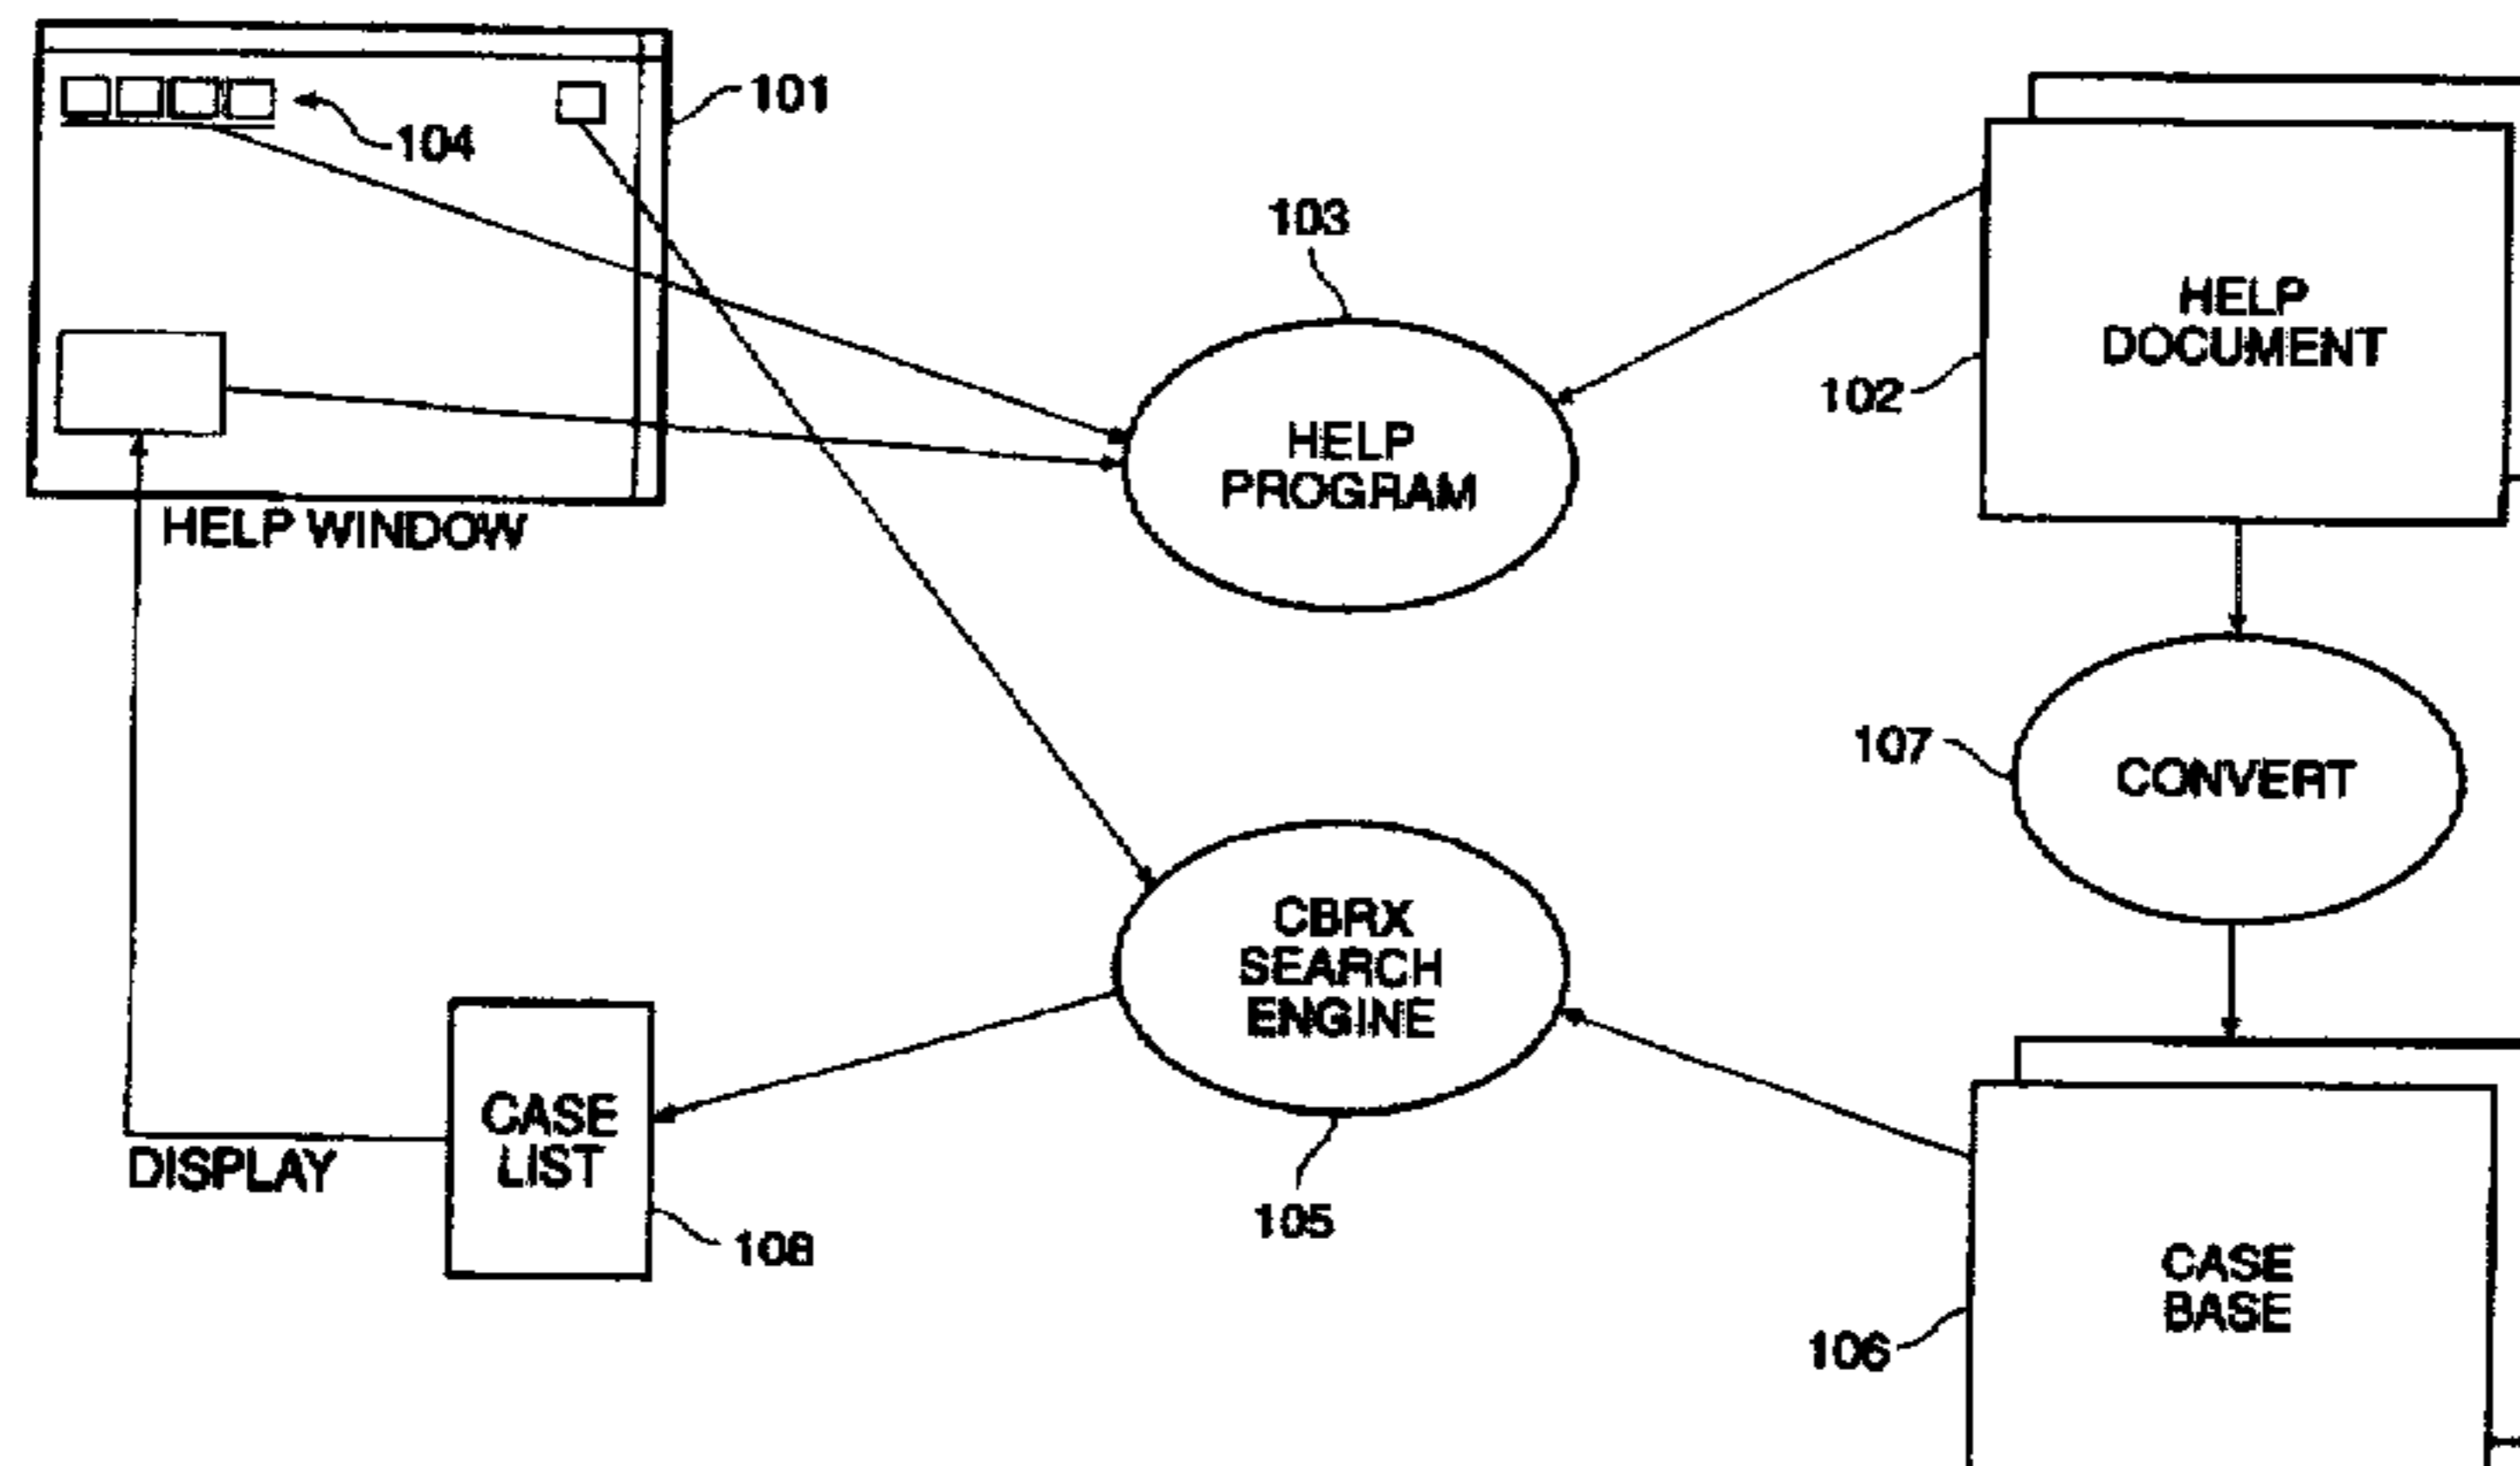 101
104
103
HELP
DOCUMENT
102
HELP
PROGRAM
HELP WINDOW
107
CONVERT
CBRX
SEARCH
ENGINE
CASE
LIST
DISPLAY
105
108
CASE
BASE
106